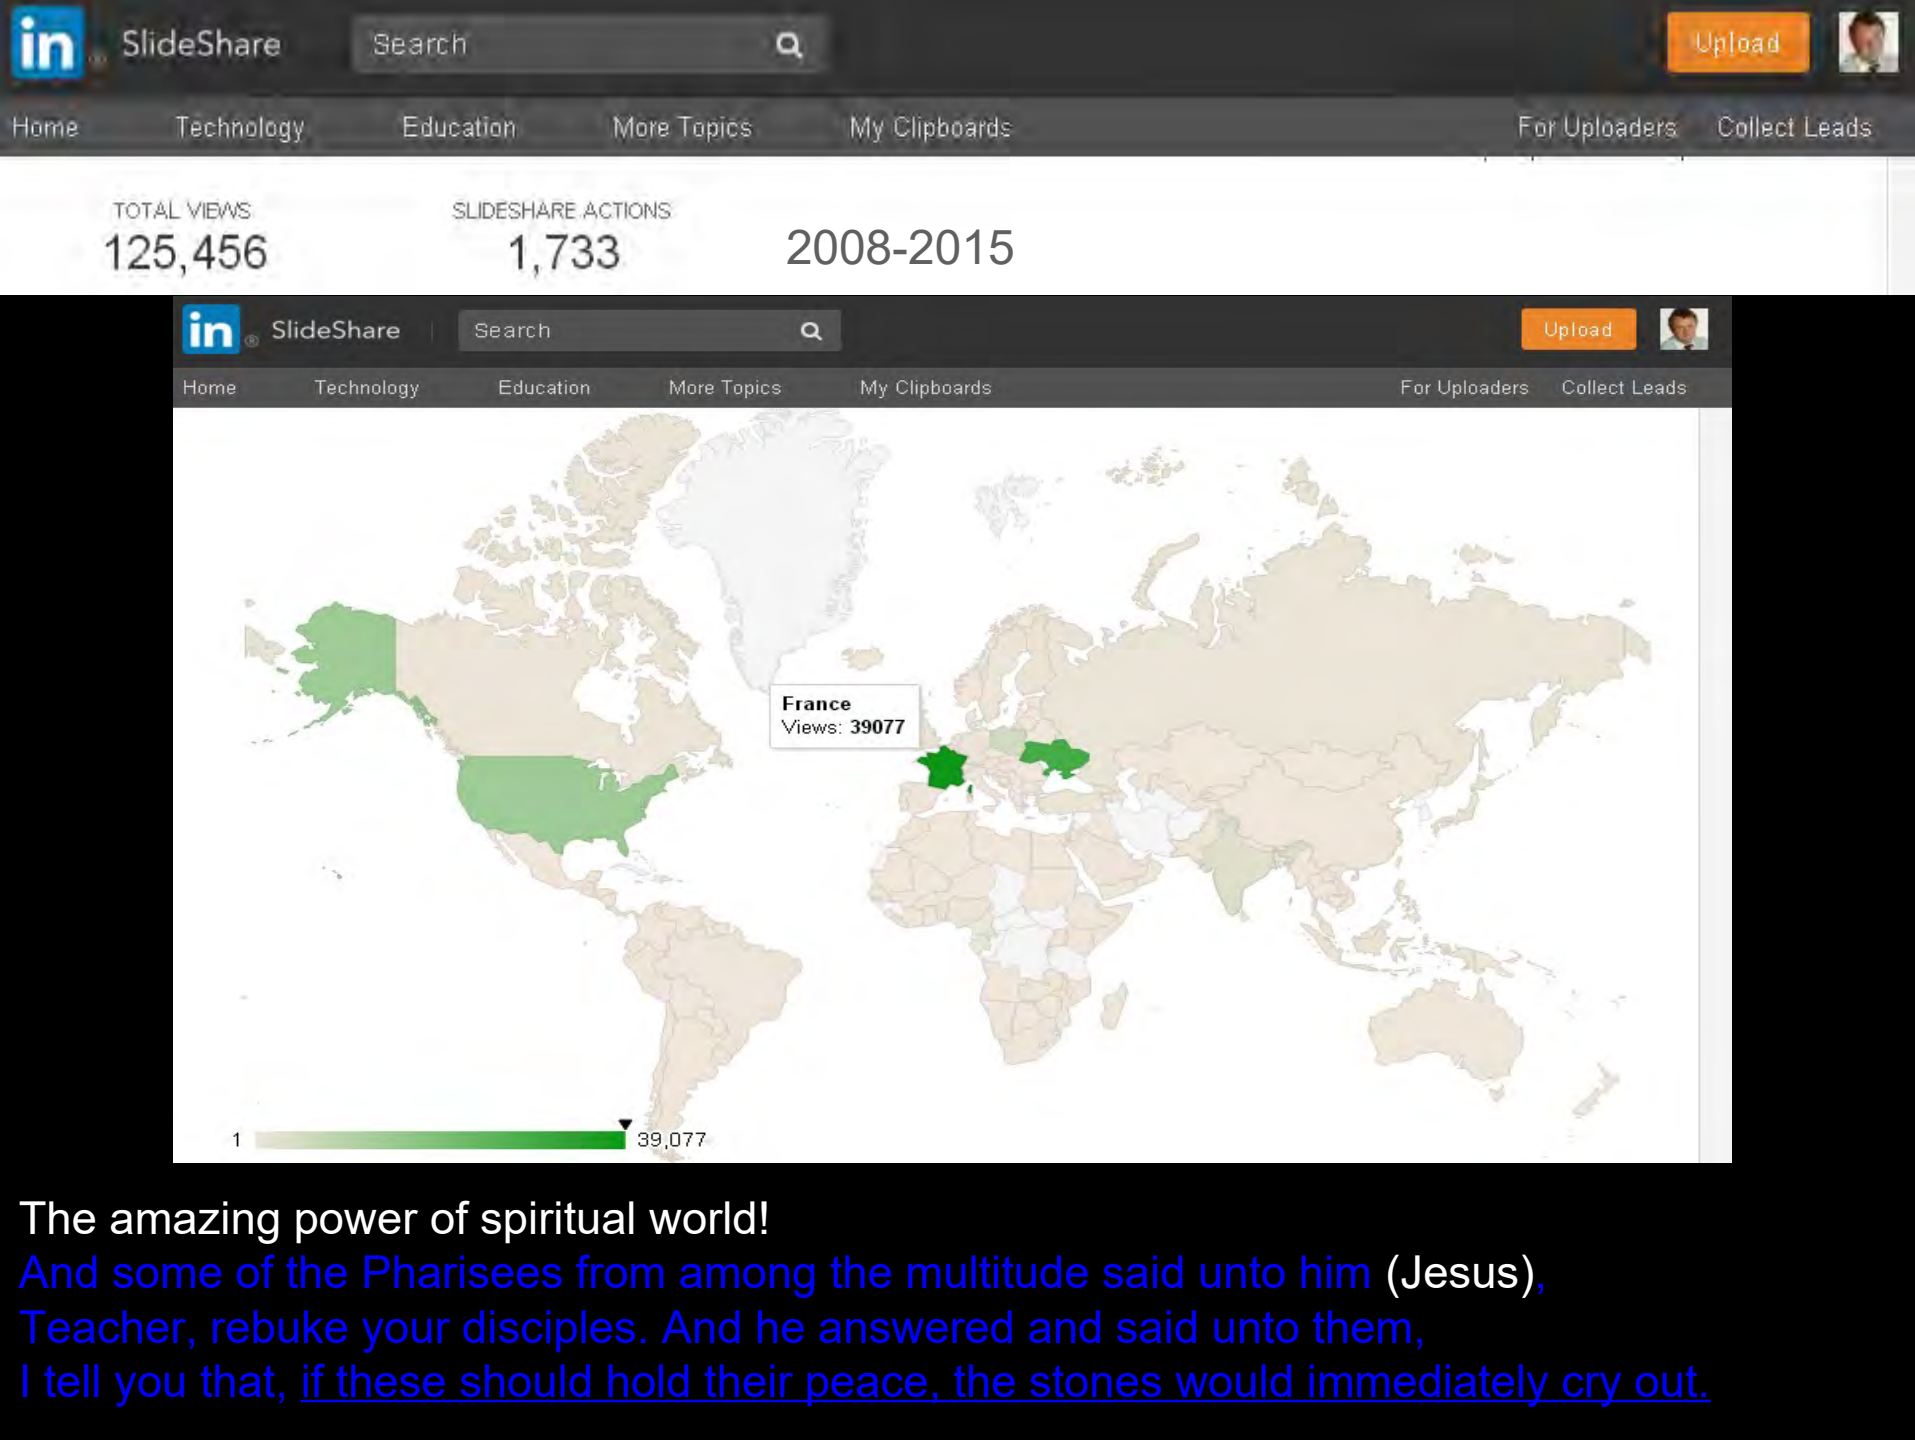 in ® SlideShare Search Upload
Home Technology Education More Topics My Clipboards For Uploaders Collect Leads
TOTAL VIEWS SLIDESHARE ACTIONS
125,456 1,733 2008-2015
in ® SlideShare Search Upload
Home Technology Education More Topics My Clipboards For Uploaders Collect Leads
France
Views: 39077
1 39,077
The amazing power of spiritual world!
And some of the Pharisees from among the multitude said unto him (Jesus),
Teacher, rebuke your disciples. And he answered and said unto them,
I tell you that, if these should hold their peace, the stones would immediately cry out.